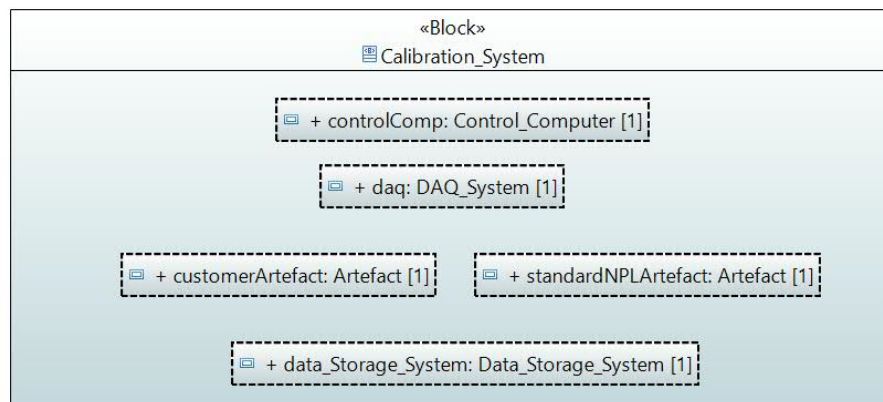 «Block»
Calibration_System
+ controlComp: Control_Computer [1]
+ daq: DAQ_System [1]
+ customerArtefact: Artefact [1]
+ standardNPLArtefact: Artefact [1]
+ data_Storage_System: Data_Storage_System [1]